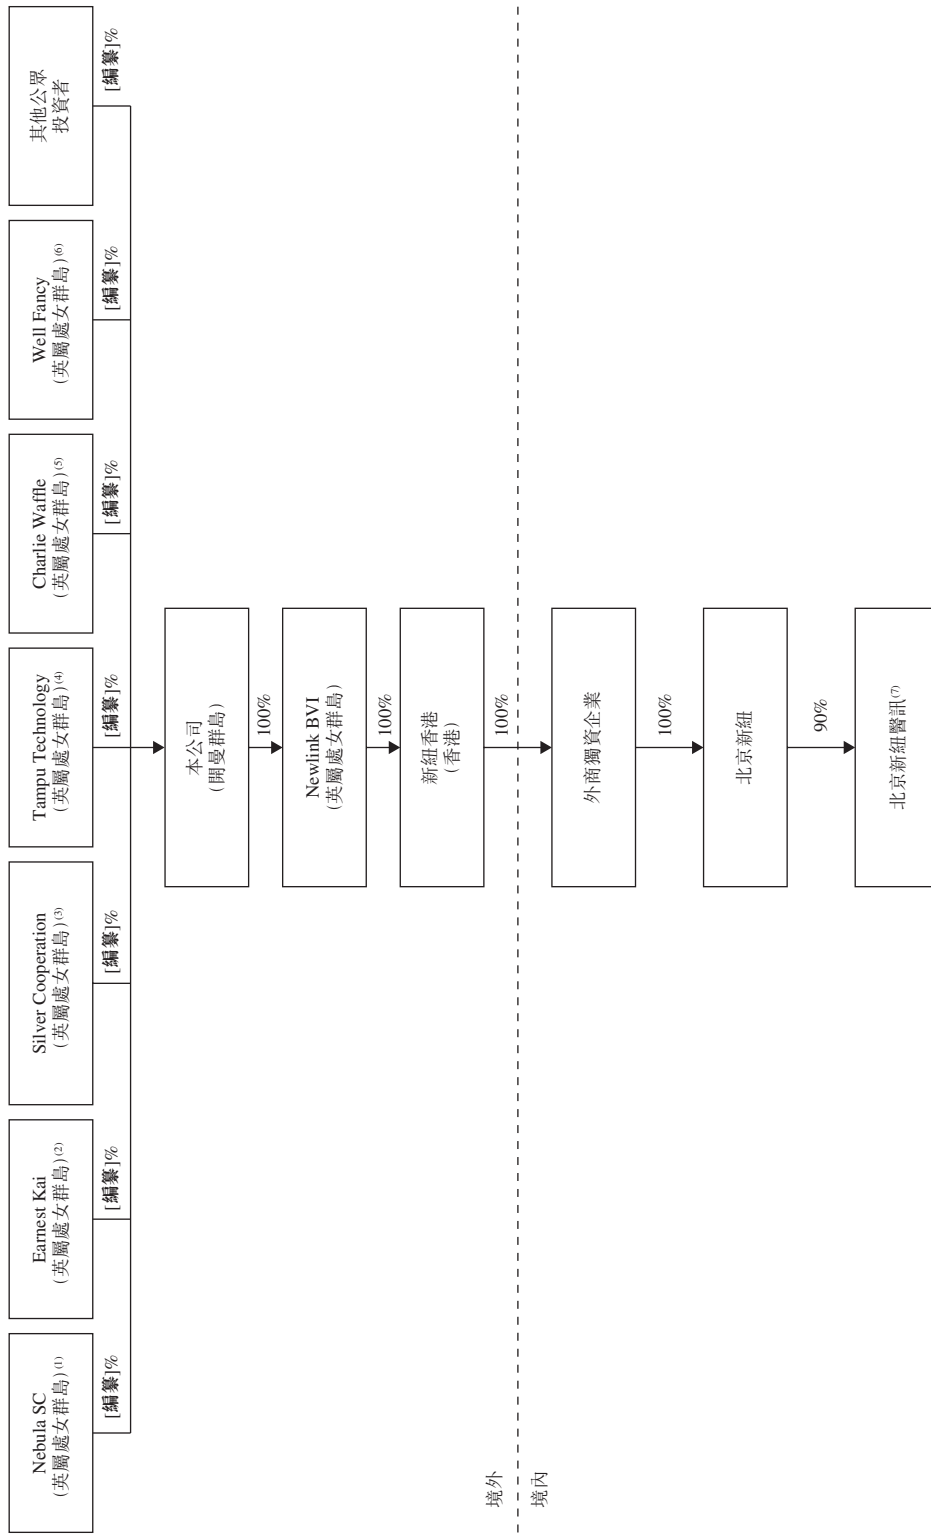 Nebula SC
(英屬處女群島)(1)
Earnest Kai
(英屬處女群島)(2)
Silver Cooperation
(英屬處女群島)(3)
Tampu Technology
(英屬處女群島)(4)
Charlie Waffle
(英屬處女群島)(5)
Well Fancy
(英屬處女群島)(6)
其他公眾
投資者
[編纂]%
[編纂]%
[編纂]%
[編纂]%
[編纂]%
[編纂]%
[編纂]%
本公司
(開曼群島)
100%
Newlink BVI
(英屬處女群島)
100%
新紐香港
(香港)
100%
境外
境內
外商獨資企業
100%
北京新紐
90%
北京新紐醫訊(7)